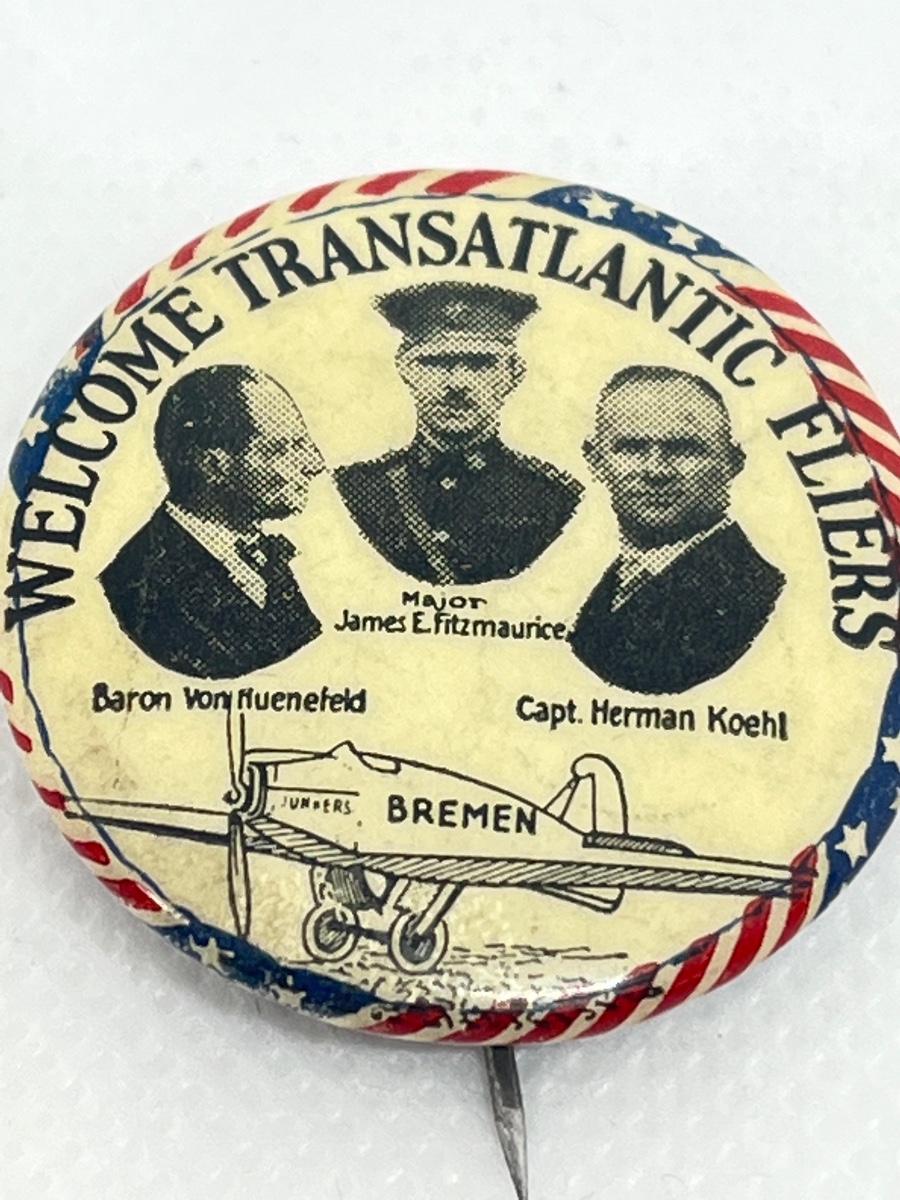 WELCOME TRANSATLANTIC FLIERS
Major
James E. Fitzmaurice
Baron Von Huenefeld
Capt. Herman Koehl
JUNKERS
BREMEN